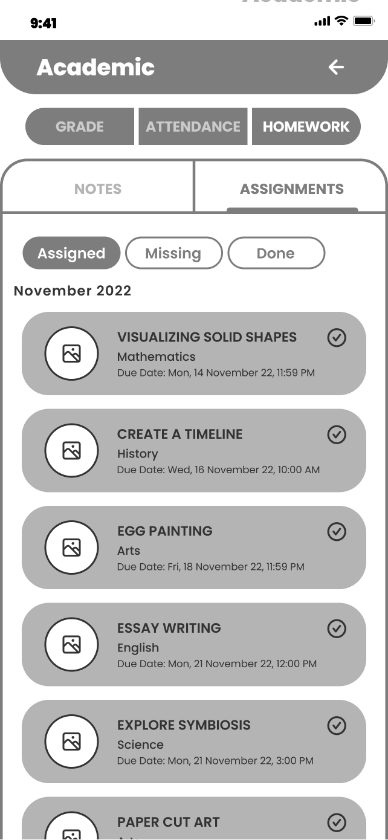 Academic
9:41
Academic
GRADE
ATTENDANCE
HOMEWORK
NOTES
ASSIGNMENTS
Assigned
Missing
Done
November 2022
VISUALIZING SOLID SHAPES
Mathematics
Due Date: Mon, 14 November 22, 11:59 PM
CREATE A TIMELINE
History
Due Date: Wed, 16 November 22, 10:00 AM
EGG PAINTING
Arts
Due Date: Fri, 18 November 22, 11:59 PM
ESSAY WRITING
English
Due Date: Mon, 21 November 22, 12:00 PM
EXPLORE SYMBIOSIS
Science
Due Date: Mon, 21 November 22, 3:00 PM
PAPER CUT ART